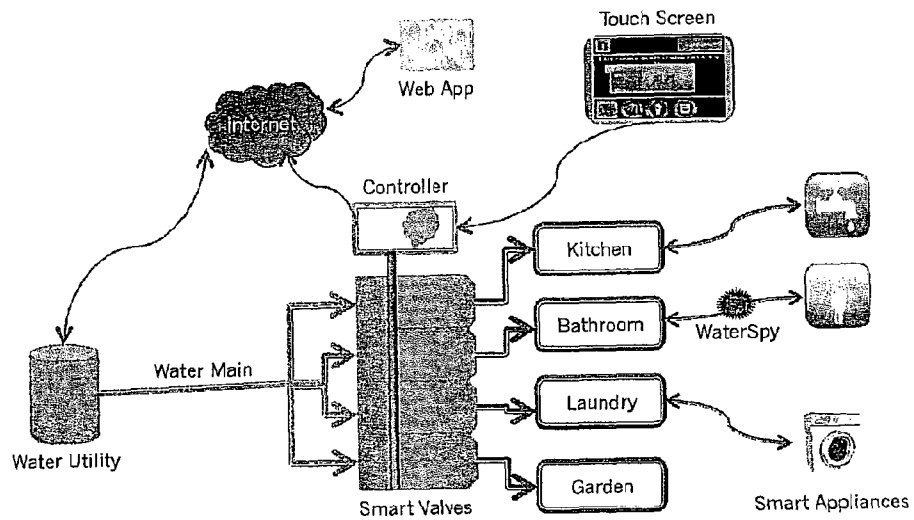 Touch Screen
Web App
Internet
Controller
Kitchen
Bathroom
WaterSpy
Water Main
Laundry
Water Utility
Garden
Smart Valves
Smart Appliances